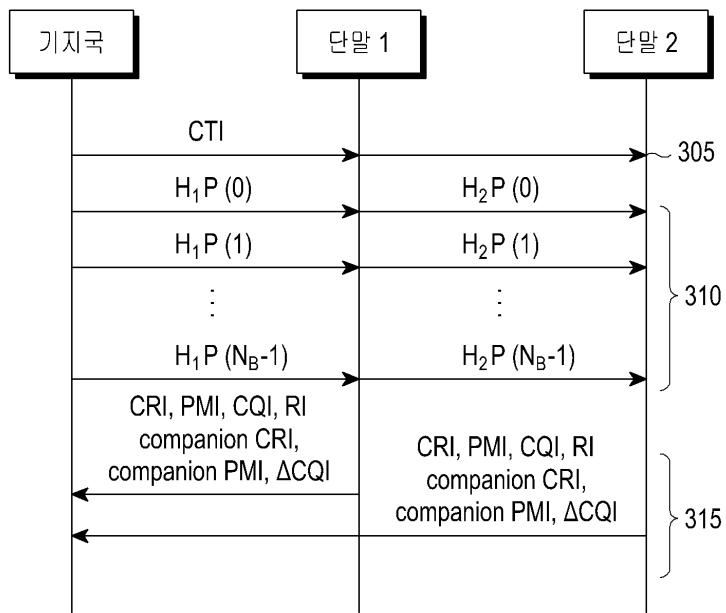 기지국
단말 1
단말 2
CTI
305
H₁P (0)
H₂P (0)
H₁P (1)
H₂P (1)
⋮
⋮
310
H₁P (N_B-1)
H₂P (N_B-1)
CRI, PMI, CQI, RI
companion CRI,
companion PMI, ΔCQI
CRI, PMI, CQI, RI
companion CRI,
companion PMI, ΔCQI
315